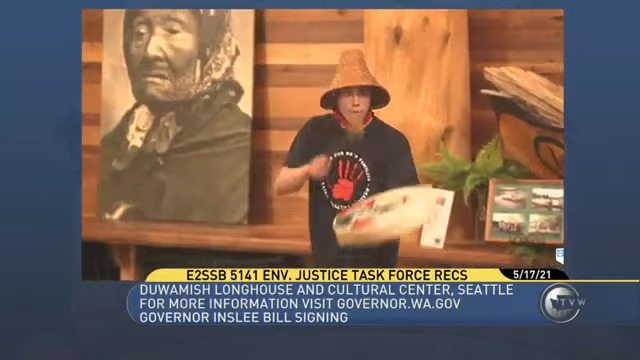 E2SSB 5141 ENV. JUSTICE TASK FORCE RECS
5/17/21
DUWAMISH LONGHOUSE AND CULTURAL CENTER, SEATTLE
FOR MORE INFORMATION VISIT GOVERNOR.WA.GOV
GOVERNOR INSLEE BILL SIGNING
TVW